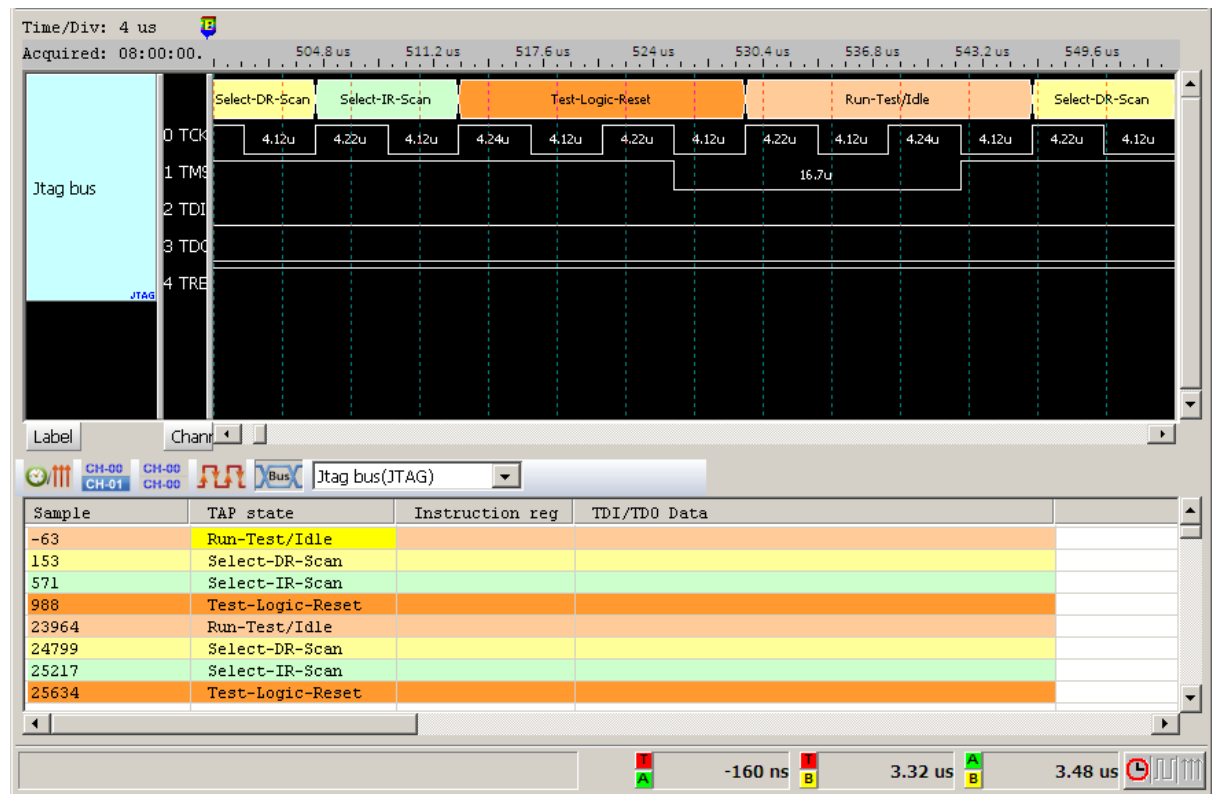 Time/Div: 4 us
Acquired: 08:00:00. 504.8 us 511.2 us 517.6 us 524 us 530.4 us 536.8 us 543.2 us 549.6 us
Select-DR-Scan Select-IR-Scan Test-Logic-Reset Run-Test/Idle Select-DR-Scan
0 TCK 4.12u 4.22u 4.12u 4.24u 4.12u 4.22u 4.12u 4.22u 4.12u 4.24u 4.12u 4.22u 4.12u
1 TMS 16.7u
Jtag bus
2 TDI
3 TDO
4 TRE
JTAG
Label Chann
CH-00 CH-00
CH-01 CH-00
Bus Jtag bus(JTAG)
Sample TAP state Instruction reg TDI/TDO Data
-63 Run-Test/Idle
153 Select-DR-Scan
571 Select-IR-Scan
988 Test-Logic-Reset
23964 Run-Test/Idle
24799 Select-DR-Scan
25217 Select-IR-Scan
25634 Test-Logic-Reset
T A -160 ns T B 3.32 us A B 3.48 us